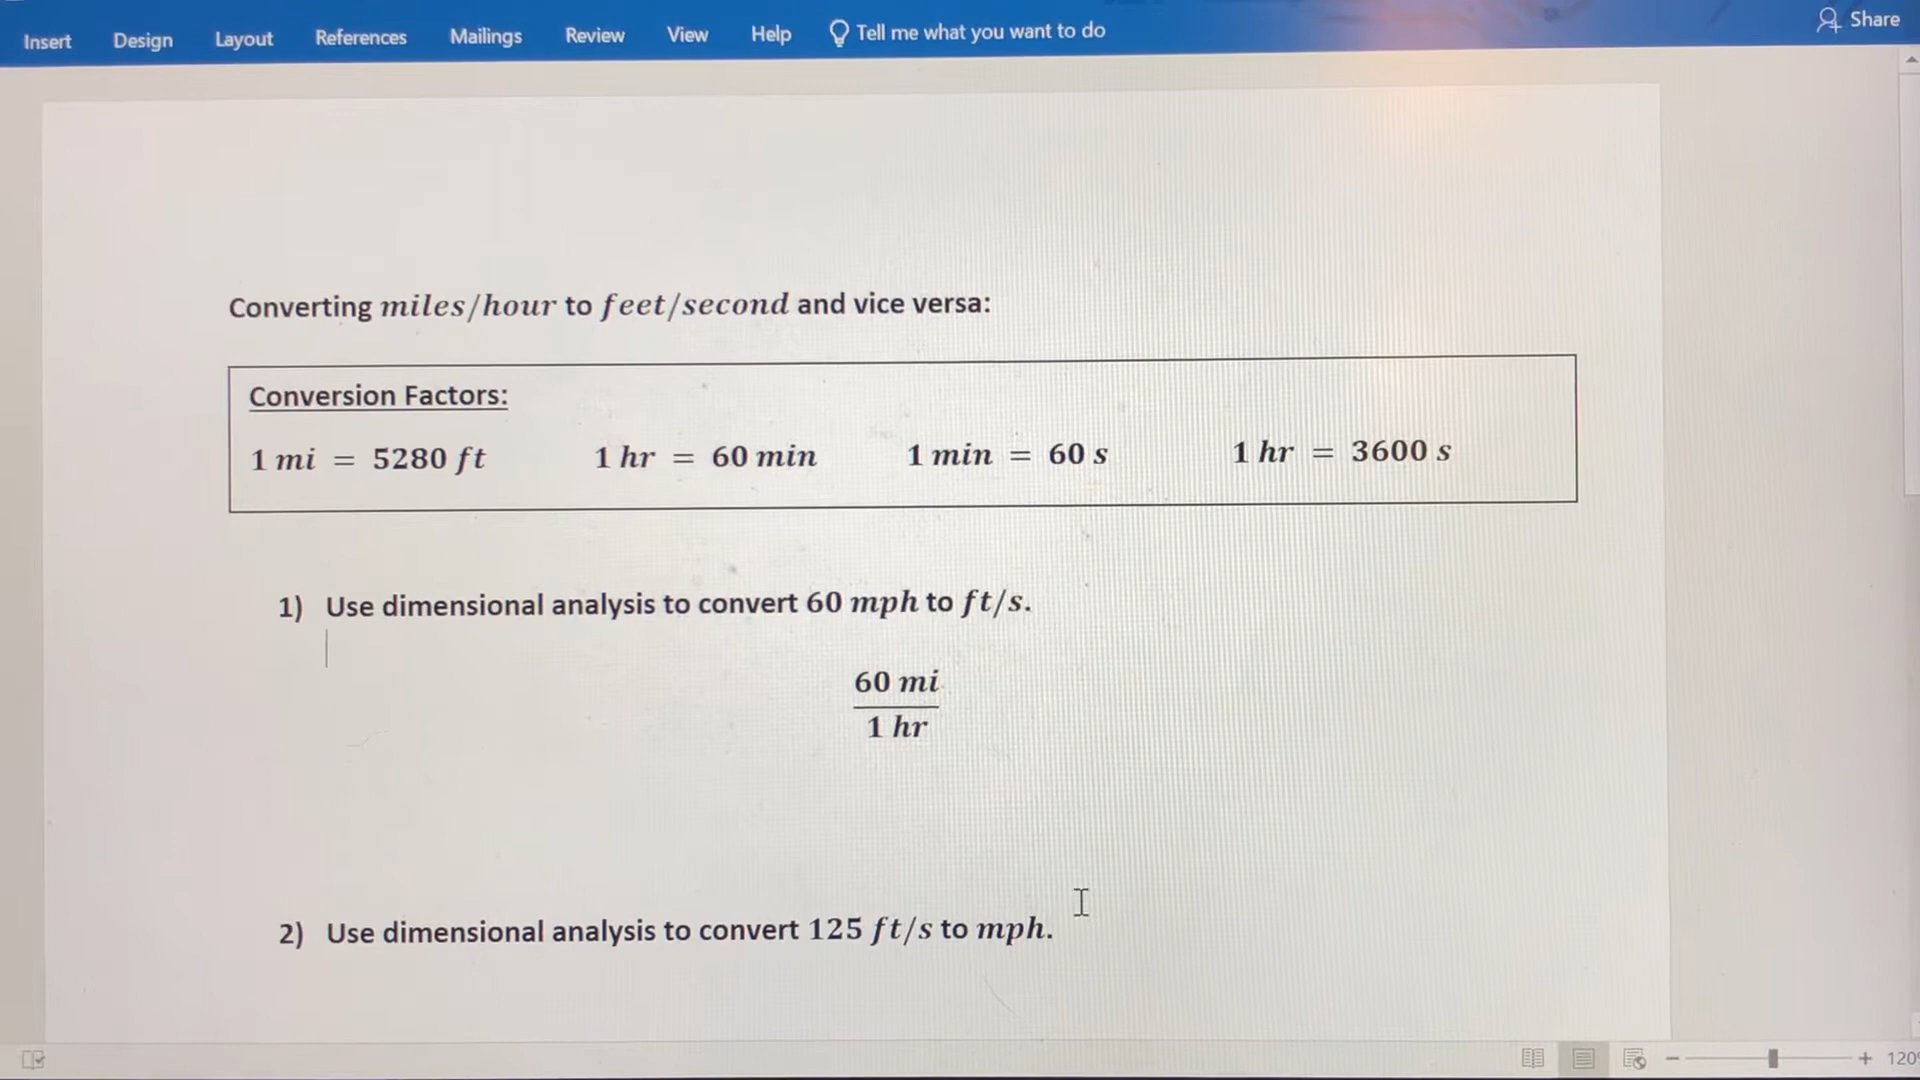 Insert Design Layout References Mailings Review View Help Tell me what you want to do Share
Converting miles/hour to feet/second and vice versa:
Conversion Factors:
1 mi = 5280 ft 1 hr = 60 min 1 min = 60 s 1 hr = 3600 s
1) Use dimensional analysis to convert 60 mph to ft/s.
60 mi
1 hr
2) Use dimensional analysis to convert 125 ft/s to mph.
120%